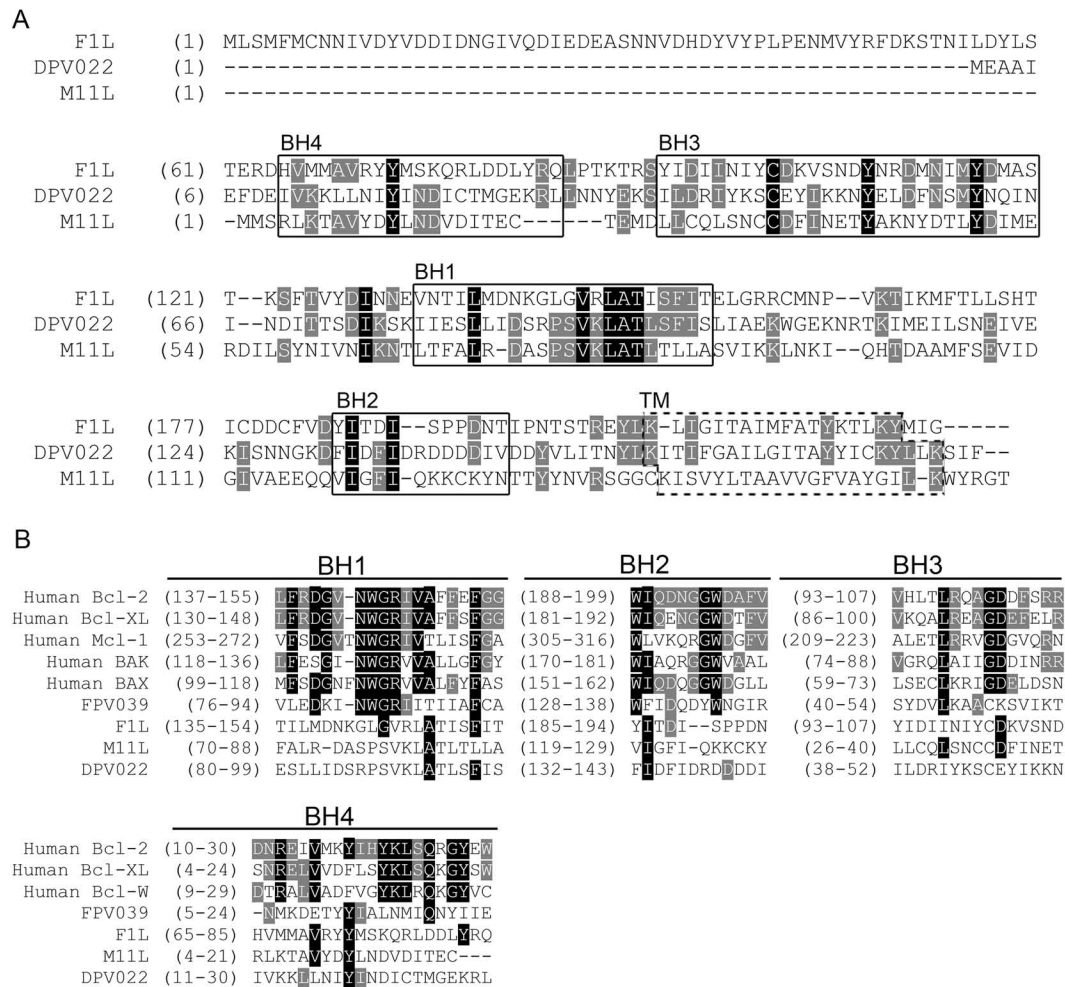 A
F1L (1) MLSMFMCNNIVDYVDDIDNGIVQDIEDEASNNVDHDYVYPLPENMVYRFDKSTNILDYLS
DPV022 (1) -------------------------------------------------------MEAAI
M11L (1) ------------------------------------------------------------
BH4 BH3
F1L (61) TERDHVMMAVRYYMSKQRLDDLYRQLPTKTRSYIDIINIYCDKVSNDYNRDMNIMYDMAS
DPV022 (6) EFDEIVKKLLNIYINDICTMGEKRLLNNYEKSILDRIYKSCEYIKKNYELDFNSMYNQIN
M11L (1) -MMSRLKTAVYDYLNDVDITEC------TEMDLLCQLSNCCDFINETYAKNYDTLYDIME
BH1
F1L (121) T--KSFTVYDINNEVNTILMDNKGLGVRLATISFITELGRRCMNP--VKTIKMFTLLSHT
DPV022 (66) I--NDITTSDIKSKIIESLLIDSRPSVKLATLSFISLIAEKWGEKNRTKIMEILSNEIVE
M11L (54) RDILSYNIVNIKNTLTFALR-DASPSVKLATLTLLASVIKKLNKI--QHTDAAMFSEVID
BH2 TM
F1L (177) ICDDCFVDYITDI--SPPDNTIPNTSTREYLK-LIGITAIMFATYKTLKYMIG----
DPV022 (124) KISNNGKDFIDFIDRDDDDIVDDYVLITNYLKITIFGAILGITAYYICKYLLKSIF--
M11L (111) GIVAEEQQVIGFI-QKKCKYNTTYYNVRSGGCKISVYLTAAVVGFVAYGIL-KWYRGT
B
BH1 BH2 BH3
Human Bcl-2 (137-155) LFRDGV-NWGRIVAFFEFGG (188-199) WIQDNGGWDAFV (93-107) VHLTLRQAGDDFSRR
Human Bcl-XL (130-148) LFRDGV-NWGRIVAFFSFGG (181-192) WIQENGGWDTFV (86-100) VKQALREAGDEFELR
Human Mcl-1 (253-272) VFSDGVTNWGRIVTLISFGA (305-316) WLVKQRGWDGFV (209-223) ALETLRRVGDGVQRN
Human BAK (118-136) LFESGI-NWGRVVALLGFGY (170-181) WIAQRGGWVAAL (74-88) VGRQLAIIGDDINRR
Human BAX (99-118) MFSDGNFNWGRVVALFYFAS (151-162) WIQDQGGWDGLL (59-73) LSECLKRIGDELDSN
FPV039 (76-94) VLEDKI-NWGRIITIIAFCA (128-138) WFIDQDYWNGIR (40-54) SYDVLKAACKSVIKT
F1L (135-154) TILMDNKGLGVRLATISFIT (185-194) YITDI-SPPDN (93-107) YIDIINIYCDKVSND
M11L (70-88) FALR-DASPSVKLATLTLLA (119-129) VIGFI-QKKCKY (26-40) LLCQLSNCCDFINET
DPV022 (80-99) ESLLIDSRPSVKLATLSFIS (132-143) FIDFIDRDDDDI (38-52) ILDRIYKSCEYIKKN
BH4
Human Bcl-2 (10-30) DNREIVMKYIHYKLSQRGYEW
Human Bcl-XL (4-24) SNRELVVDFLSYKLSQKGYSW
Human Bcl-W (9-29) DTRALVADFVGYKLRQKGYVC
FPV039 (5-24) -NMKDETYYIALNMIQNYIIE
F1L (65-85) HVMMAVRYYMSKQRLDDLYRQ
M11L (4-21) RLKTAVYDYLNDVDITEC---
DPV022 (11-30) IVKKLLNIYINDICTMGEKRL